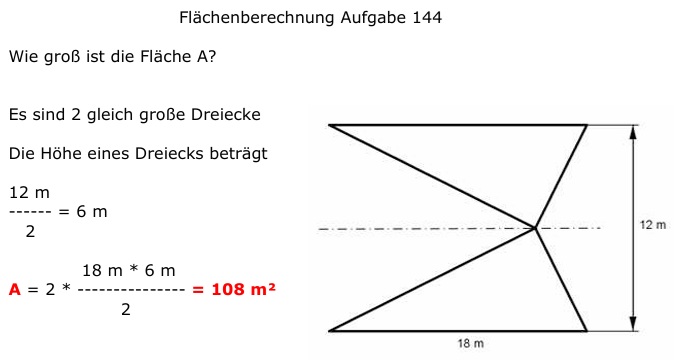 Flächenberechnung Aufgabe 144
Wie groß ist die Fläche A?
Es sind 2 gleich große Dreiecke
Die Höhe eines Dreiecks beträgt
12 m
------ = 6 m
2
18 m * 6 m
A = 2 * --------------- = 108 m²
2
12 m
18 m